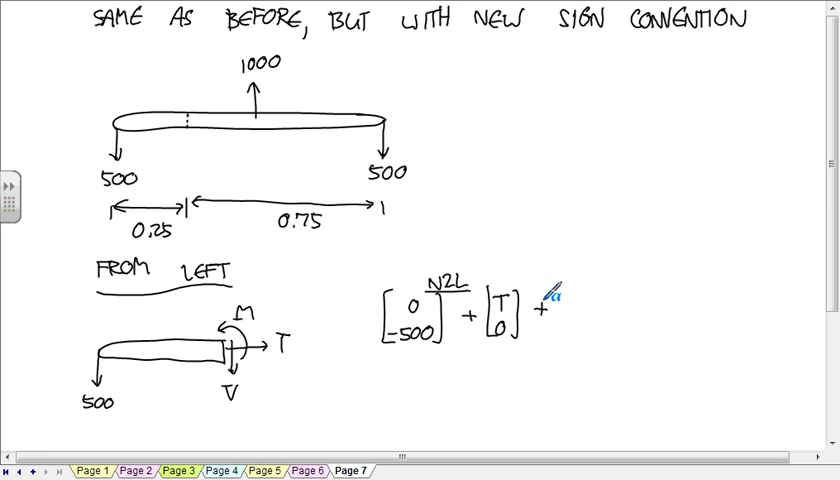 SAME AS BEFORE, BUT WITH NEW SIGN CONVENTION
1000
500
500
0.25
0.75
FROM LEFT
M
T
V
500
N2L
[0 -500] + [T 0] +
a
Page 1 Page 2 Page 3 Page 4 Page 5 Page 6 Page 7